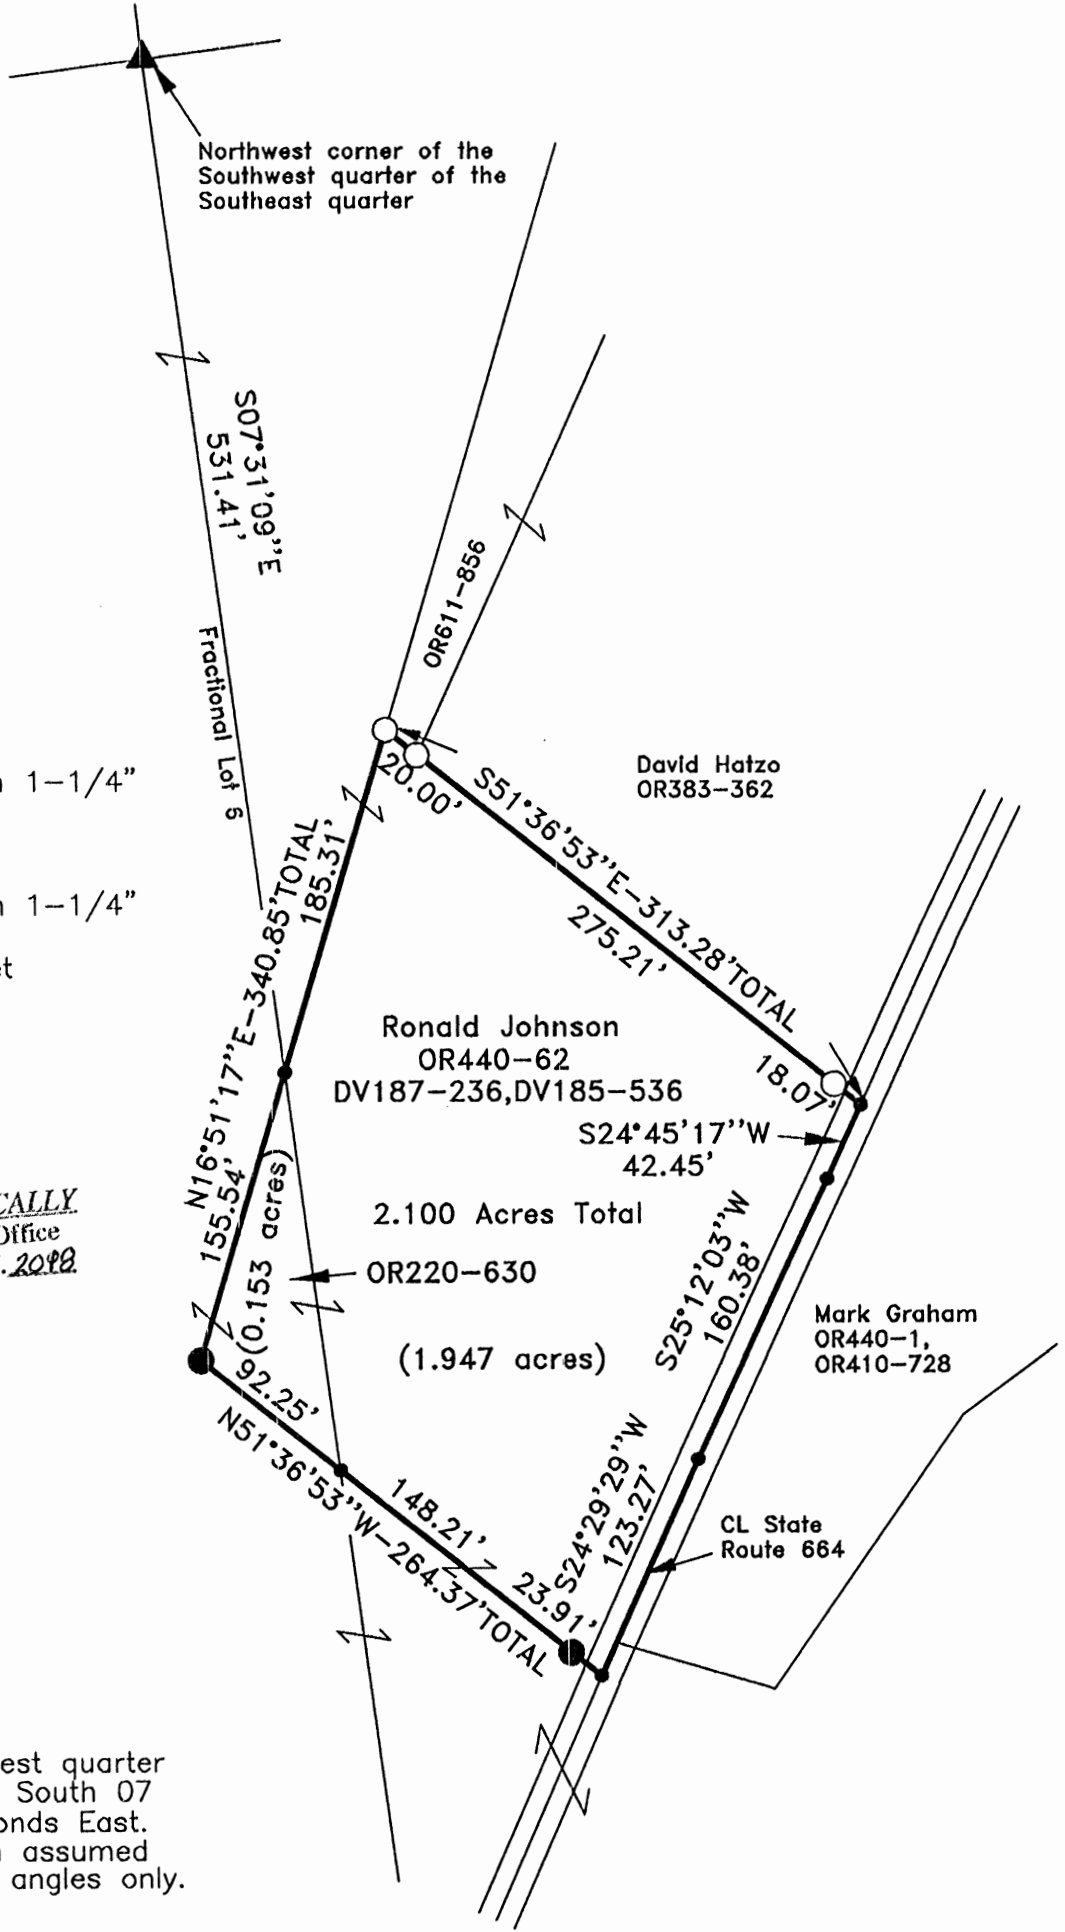 Northwest corner of the
Southwest quarter of the
Southeast quarter
S07°31'09"E
531.41'
Fractional Lot 6
OR611-856
1-1/4"
1-1/4"
20.00'
S51°36'53"E-313.28'TOTAL
275.21'
18.07'
David Hatzo
OR383-362
N16°51'17"E-340.85'TOTAL
185.31'
155.54'
Ronald Johnson
OR440-62
DV187-236,DV185-536
S24°45'17"W
42.45'
2.100 Acres Total
OR220-630
(0.153 acres)
(1.947 acres)
S25°12'03"W
160.38'
Mark Graham
OR440-1,
OR410-728
CALLY
Office
92.25'
N51°36'53"W-264.37'TOTAL
148.21'
23.91'
S24°29'29"W
123.27'
CL State
Route 664
est quarter
South 07
onds East.
assumed
angles only.